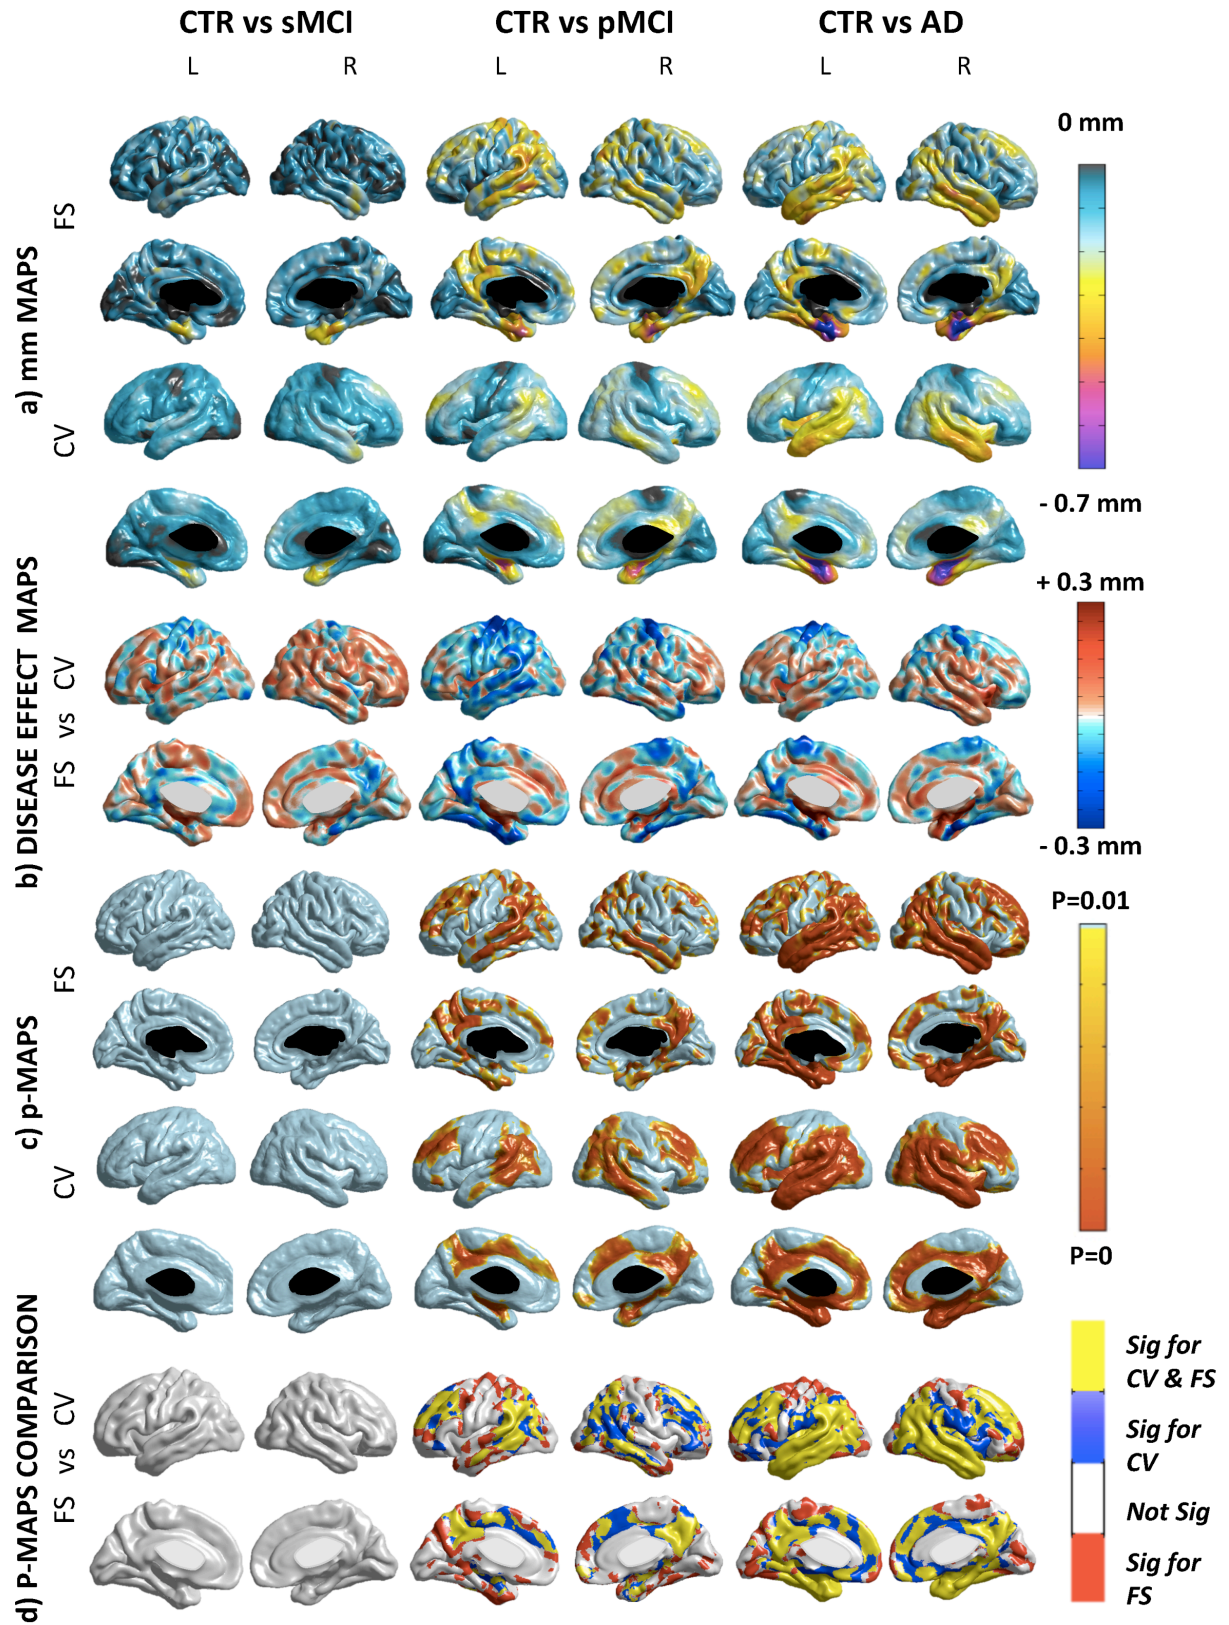 CTR vs sMCI
CTR vs pMCI
CTR vs AD
L
R
L
R
L
R
a) mm MAPS
FS
CV
0 mm
- 0.7 mm
b) DISEASE EFFECT MAPS
FS vs CV
+ 0.3 mm
- 0.3 mm
c) p-MAPS
FS
CV
P=0.01
P=0
d) P-MAPS COMPARISON
FS vs CV
Sig for
CV & FS
Sig for
CV
Not Sig
Sig for
FS